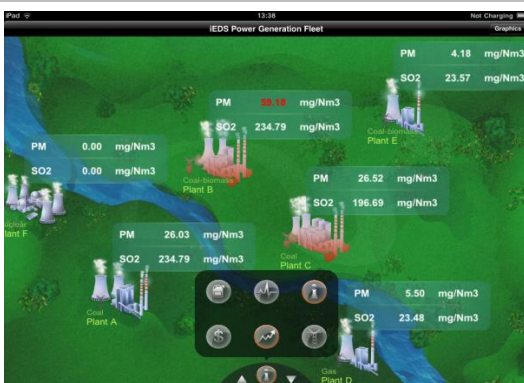 iPad 13:38 Not Charging
iEDS Power Generation Fleet Graphics
PM 4.18 mg/Nm3
SO2 23.57 mg/Nm3
Coal-biomass
Plant E
PM 59.18 mg/Nm3
SO2 234.79 mg/Nm3
Coal-biomass
Plant B
PM 0.00 mg/Nm3
SO2 0.00 mg/Nm3
uclear
lant F
PM 26.52 mg/Nm3
SO2 196.69 mg/Nm3
Coal
Plant C
PM 26.03 mg/Nm3
SO2 234.79 mg/Nm3
Coal
Plant A
$
PM 5.50 mg/Nm3
SO2 23.48 mg/Nm3
Gas
Plant D